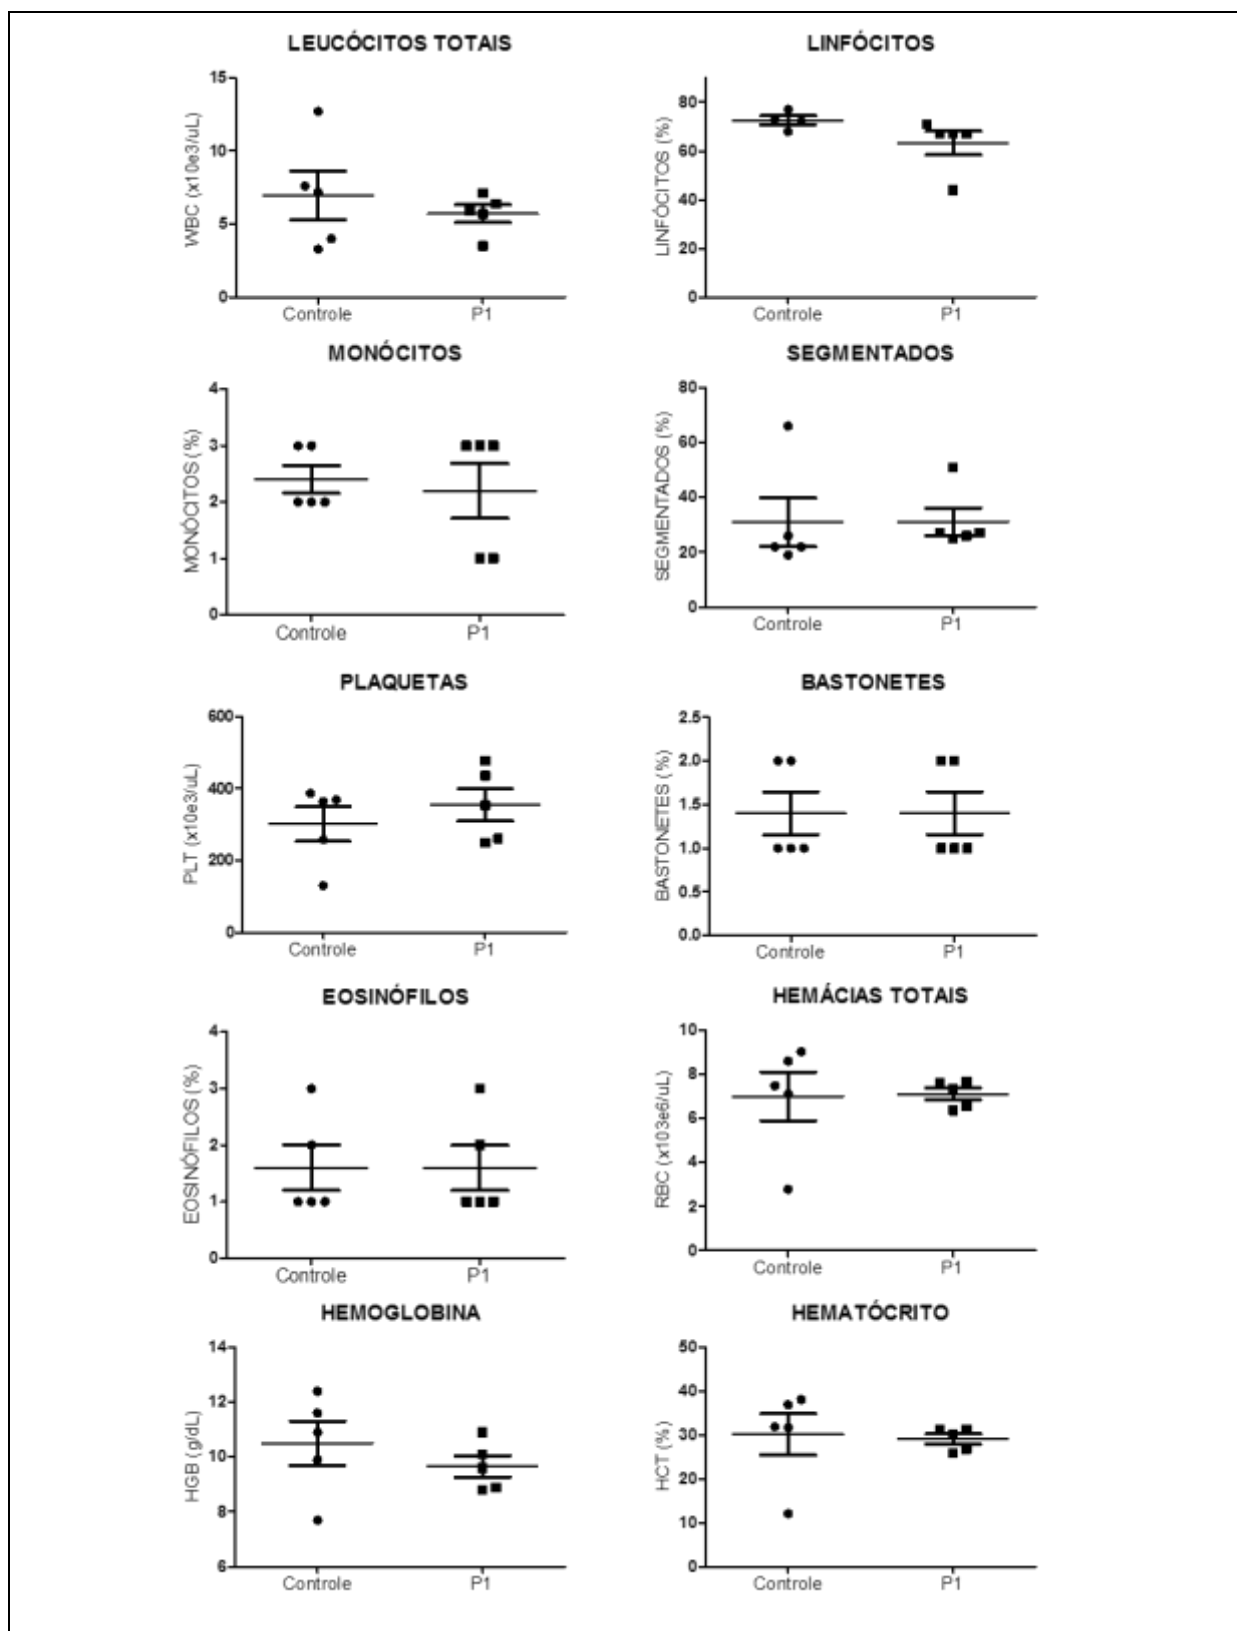 LEUCÓCITOS TOTAIS
WBC (x10e3/uL)
15
10
5
0
Controle P1
LINFÓCITOS
LINFÓCITOS (%)
80
60
40
20
0
Controle P1
MONÓCITOS
MONÓCITOS (%)
4
3
2
1
0
Controle P1
SEGMENTADOS
SEGMENTADOS (%)
80
60
40
20
0
Controle P1
PLAQUETAS
PLT (x10e3/uL)
600
400
200
0
Controle P1
BASTONETES
BASTONETES (%)
2.5
2.0
1.5
1.0
0.5
0.0
Controle P1
EOSINÓFILOS
EOSINÓFILOS (%)
4
3
2
1
0
Controle P1
HEMÁCIAS TOTAIS
RBC (x103e6/uL)
10
8
6
4
2
0
Controle P1
HEMOGLOBINA
HGB (g/dL)
14
12
10
8
6
Controle P1
HEMATÓCRITO
HCT (%)
50
40
30
20
10
0
Controle P1